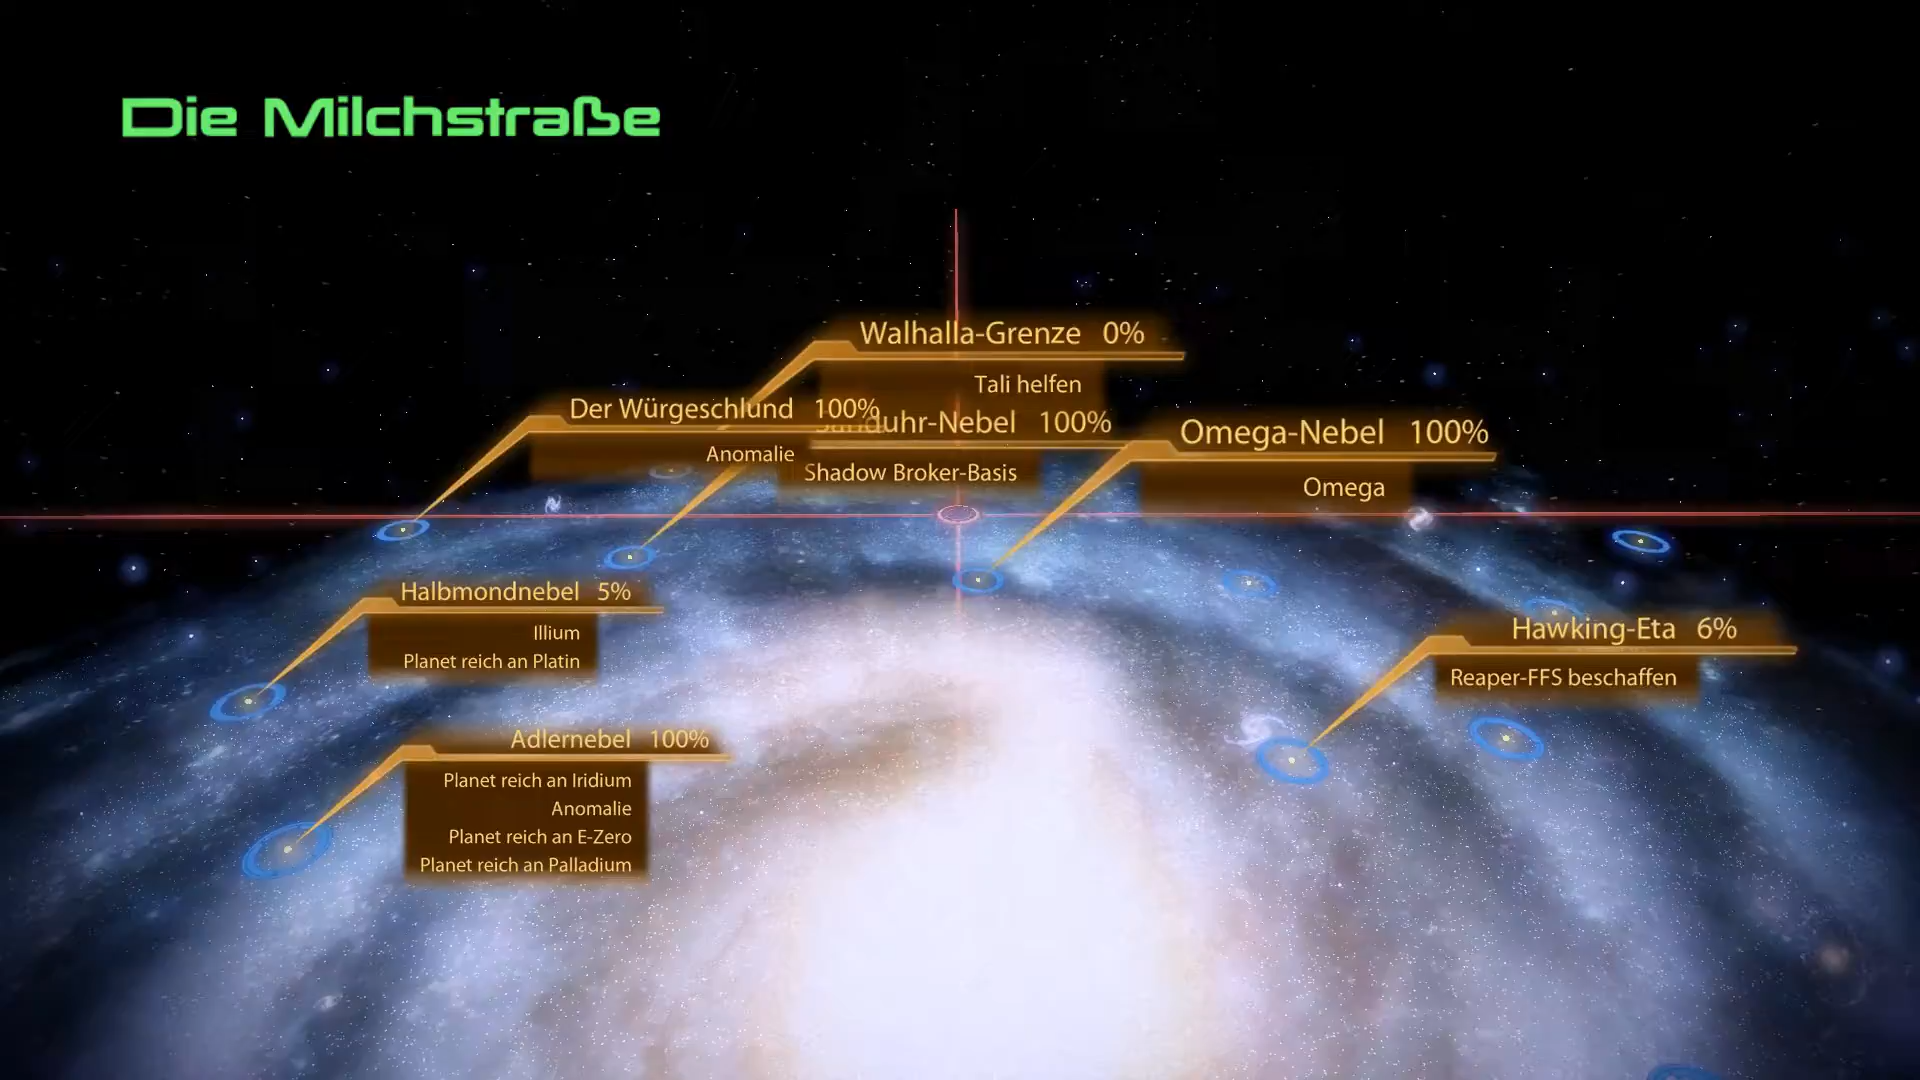 Die Milchstraße
Walhalla-Grenze 0%
Tali helfen
Der Würgeschlund 100%
Anomalie
Sanduhr-Nebel 100%
Shadow Broker-Basis
Omega-Nebel 100%
Omega
Halbmondnebel 5%
Illium
Planet reich an Platin
Hawking-Eta 6%
Reaper-FFS beschaffen
Adlernebel 100%
Planet reich an Iridium
Anomalie
Planet reich an E-Zero
Planet reich an Palladium